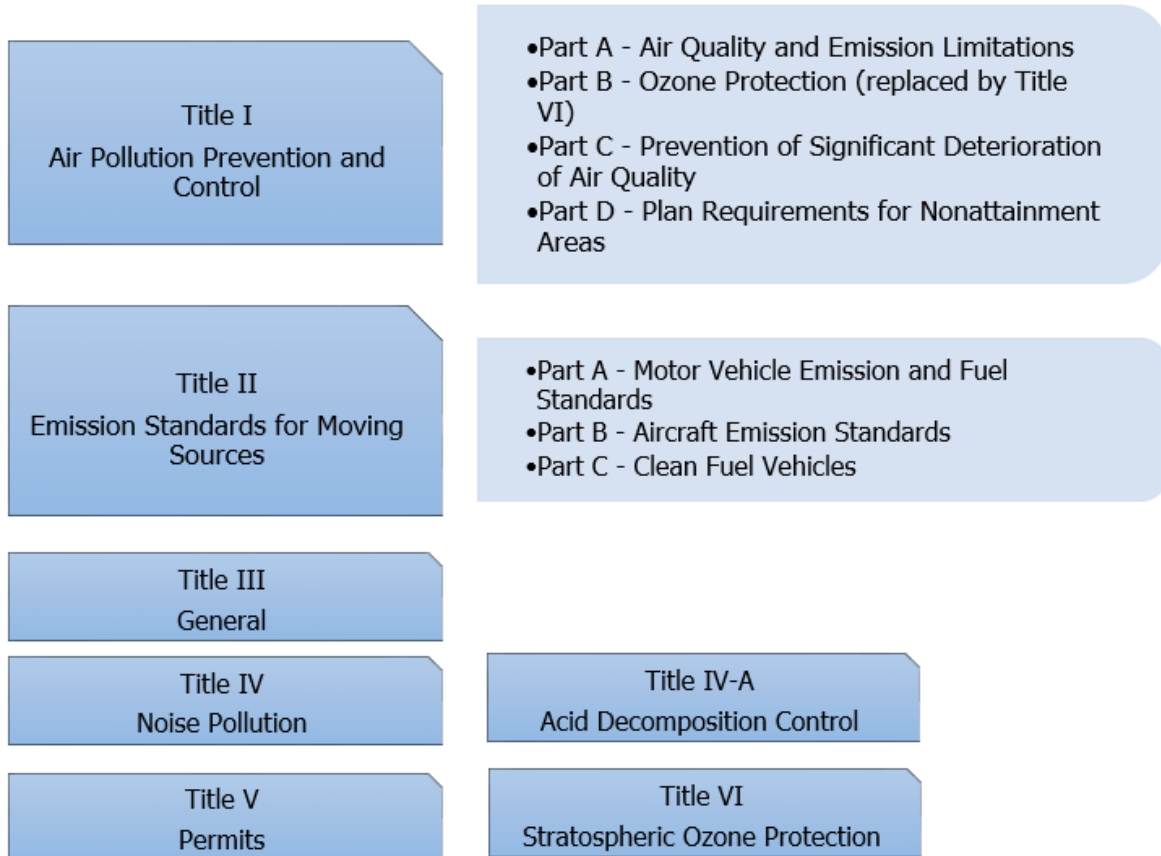 Title I
Air Pollution Prevention and
Control
•Part A - Air Quality and Emission Limitations
•Part B - Ozone Protection (replaced by Title
VI)
•Part C - Prevention of Significant Deterioration
of Air Quality
•Part D - Plan Requirements for Nonattainment
Areas
Title II
Emission Standards for Moving
Sources
•Part A - Motor Vehicle Emission and Fuel
Standards
•Part B - Aircraft Emission Standards
•Part C - Clean Fuel Vehicles
Title III
General
Title IV
Noise Pollution
Title IV-A
Acid Decomposition Control
Title V
Permits
Title VI
Stratospheric Ozone Protection